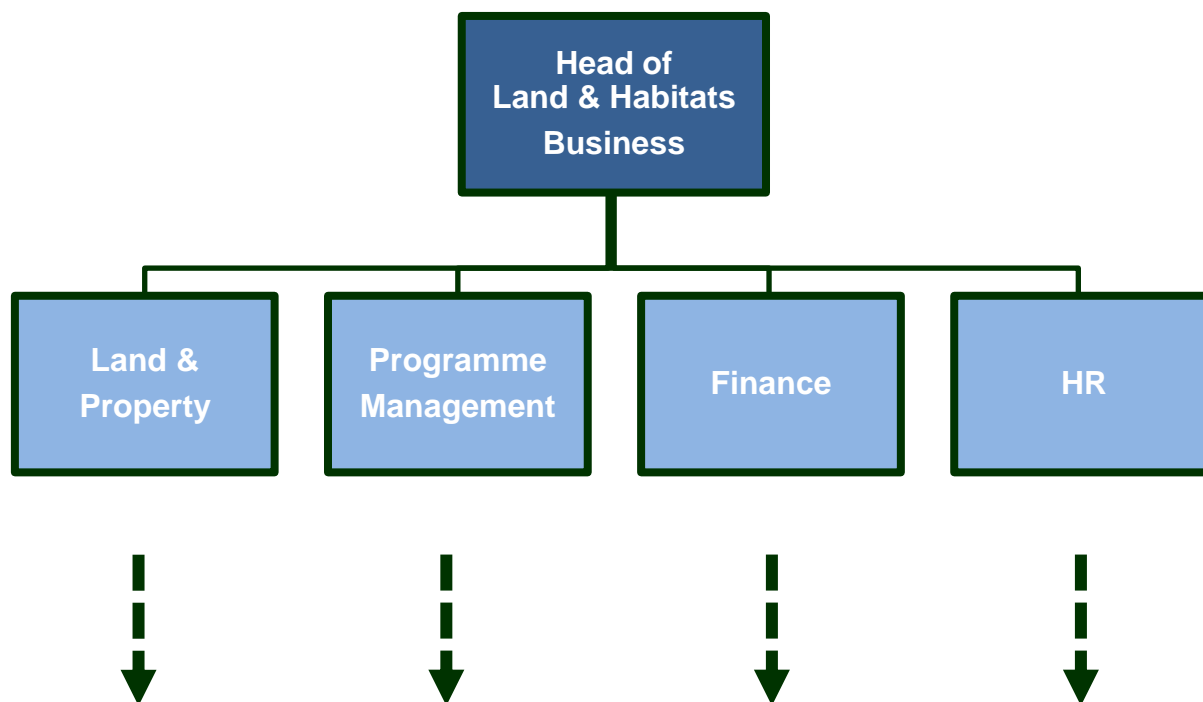 Head of
Land & Habitats
Business
Land &
Property
Programme
Management
Finance
HR